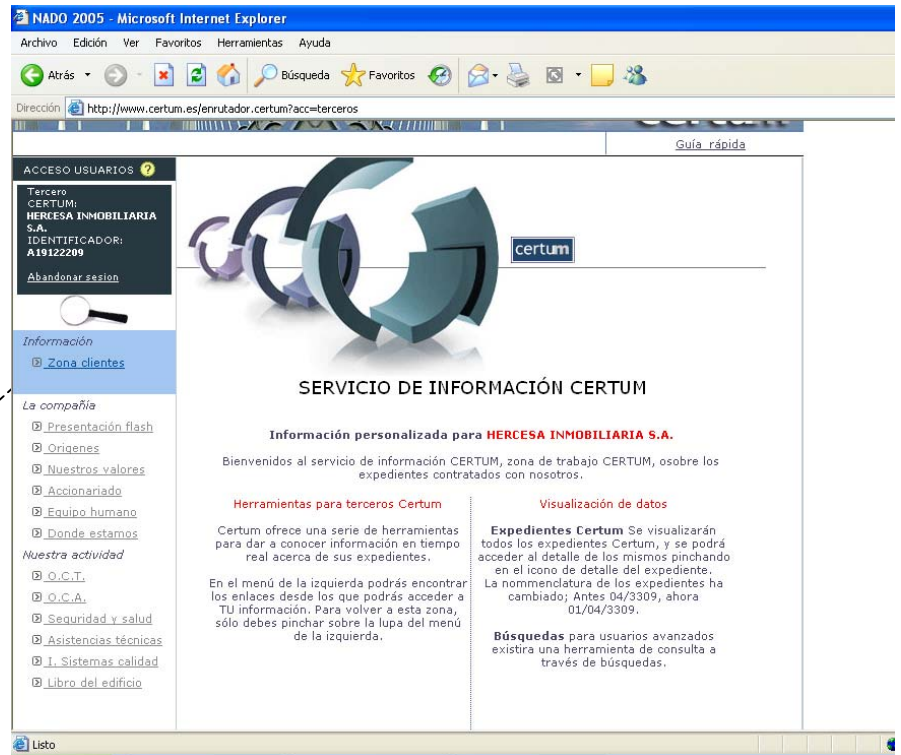 NADO 2005 - Microsoft Internet Explorer
Archivo Edición Ver Favoritos Herramientas Ayuda
Atrás Búsqueda Favoritos
Dirección http://www.certum.es/enrutador.certum?acc=terceros
Guía rápida
ACCESO USUARIOS ?
Tercero
CERTUM:
HERCESA INMOBILIARIA
S.A.
IDENTIFICADOR:
A19122209
Abandonar sesion
Información
Zona clientes
La compañía
Presentación flash
Origenes
Nuestros valores
Accionariado
Equipo humano
Donde estamos
Nuestra actividad
O.C.T.
O.C.A.
Seguridad y salud
Asistencias técnicas
I. Sistemas calidad
Libro del edificio
certum
SERVICIO DE INFORMACIÓN CERTUM
Información personalizada para HERCESA INMOBILIARIA S.A.
Bienvenidos al servicio de información CERTUM, zona de trabajo CERTUM, osobre los
expedientes contratados con nosotros.
Herramientas para terceros Certum
Certum ofrece una serie de herramientas
para dar a conocer información en tiempo
real acerca de sus expedientes.
En el menú de la izquierda podrás encontrar
los enlaces desde los que podrás acceder a
TU información. Para volver a esta zona,
sólo debes pinchar sobre la lupa del menú
de la izquierda.
Visualización de datos
Expedientes Certum Se visualizarán
todos los expedientes Certum, y se podrá
acceder al detalle de los mismos pinchando
en el icono de detalle del expediente.
La nommenclatura de los expedientes ha
cambiado; Antes 04/3309, ahora
01/04/3309.
Búsquedas para usuarios avanzados
existira una herramienta de consulta a
través de búsquedas.
Listo